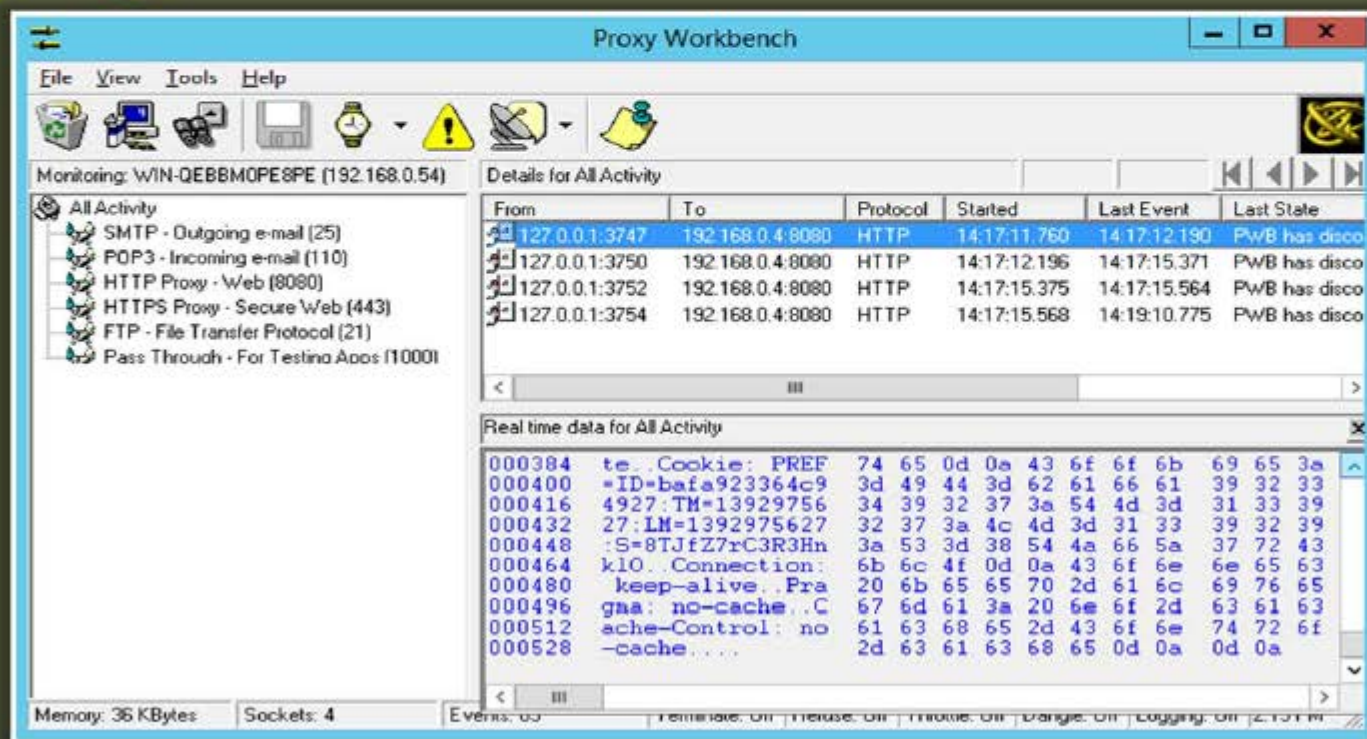 Proxy Workbench
File View Tools Help
Monitoring: WIN-QEBBM0PE8PE (192.168.0.54)
All Activity
SMTP - Outgoing e-mail (25)
POP3 - Incoming e-mail (110)
HTTP Proxy - Web (8080)
HTTPS Proxy - Secure Web (443)
FTP - File Transfer Protocol (21)
Pass Through - For Testing Apps (1000)
Details for All Activity
From To Protocol Started Last Event Last State
127.0.0.1:3747 192.168.0.4:8080 HTTP 14:17:11.760 14:17:12.190 PWB has disco
127.0.0.1:3750 192.168.0.4:8080 HTTP 14:17:12.196 14:17:15.371 PWB has disco
127.0.0.1:3752 192.168.0.4:8080 HTTP 14:17:15.375 14:17:15.564 PWB has disco
127.0.0.1:3754 192.168.0.4:8080 HTTP 14:17:15.568 14:19:10.775 PWB has disco
Real time data for All Activity
000384 te..Cookie: PREF 74 65 0d 0a 43 6f 6f 6b 69 65 3a
000400 =ID=bafa923364c9 3d 49 44 3d 62 61 66 61 39 32 33
000416 4927:TM=13929756 34 39 32 37 3a 54 4d 3d 31 33 39
000432 27:LM=1392975627 32 37 3a 4c 4d 3d 31 33 39 32 39
000448 :S=8TJfZ7rC3R3Hn 3a 53 3d 38 54 4a 66 5a 37 72 43
000464 klO..Connection: 6b 6c 4f 0d 0a 43 6f 6e 6e 65 63
000480 keep-alive..Pra 20 6b 65 65 70 2d 61 6c 69 76 65
000496 gma: no-cache..C 67 6d 61 3a 20 6e 6f 2d 63 61 63
000512 ache-Control: no 61 63 68 65 2d 43 6f 6e 74 72 6f
000528 -cache.... 2d 63 61 63 68 65 0d 0a 0d 0a
Memory: 36 KBytes Sockets: 4 Events: Terminate: Off Refuse: Off Throttle: Off Dangle: Off Logging: Off